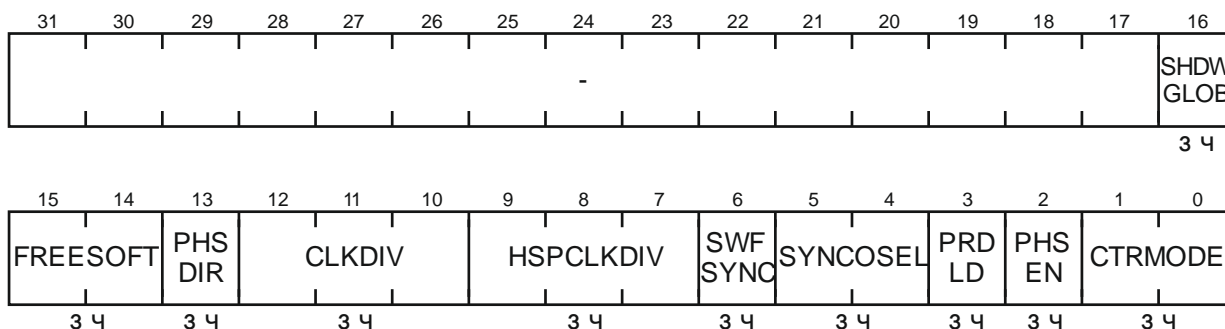 31 30 29 28 27 26 25 24 23 22 21 20 19 18 17 16
- SHDW
GLOB
З Ч
15 14 13 12 11 10 9 8 7 6 5 4 3 2 1 0
FREESOFT PHS DIR CLKDIV HSPCLKDIV SWF SYNC SYNCOSEL PRD LD PHS EN CTRMODE
З Ч З Ч З Ч З Ч З Ч З Ч З Ч З Ч З Ч